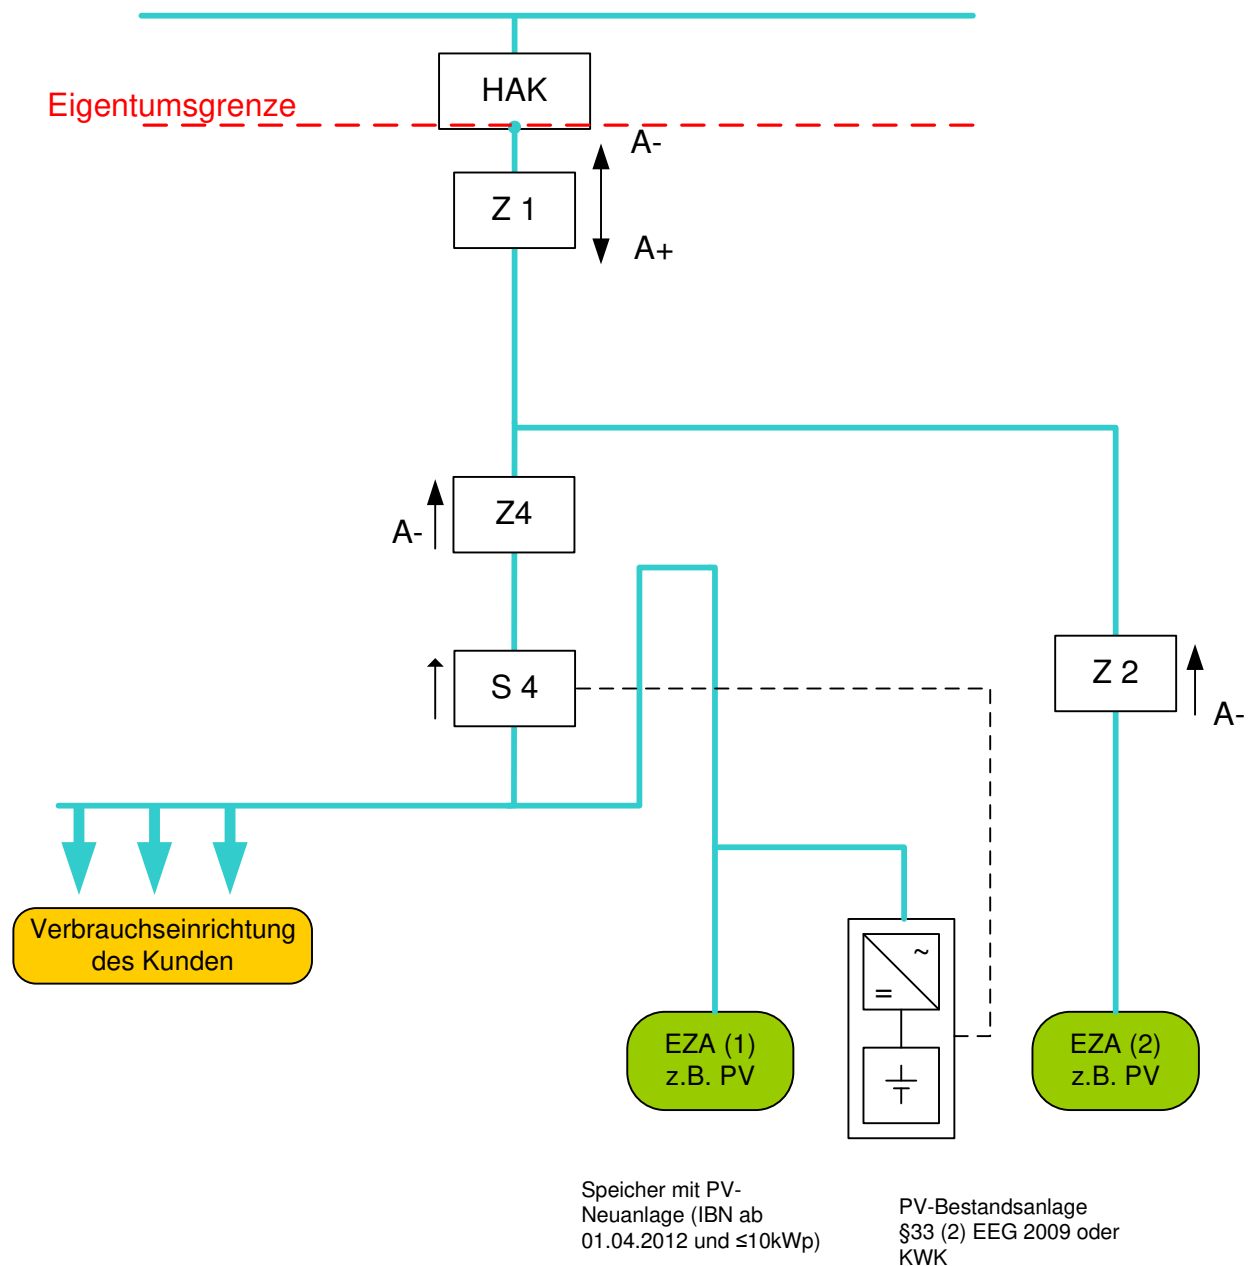 HAK
Eigentumsgrenze
A-
Z 1
A+
Z4
A-
S 4
Z 2
A-
Verbrauchseinrichtung
des Kunden
~
=
EZA (1)
z.B. PV
EZA (2)
z.B. PV
Speicher mit PV-
Neuanlage (IBN ab
01.04.2012 und ≤10kWp)
PV-Bestandsanlage
§33 (2) EEG 2009 oder
KWK